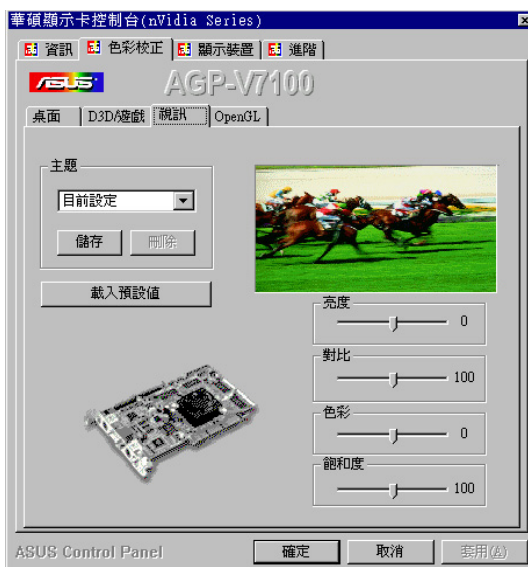 華碩顯示卡控制台(nVidia Series)
資訊 色彩校正 顯示裝置 進階
ASUS AGP-V7100
桌面 D3D/遊戲 視訊 OpenGL
主題
目前設定
儲存 刪除
載入預設值
亮度
0
對比
100
色彩
0
飽和度
100
ASUS Control Panel 確定 取消 套用(A)